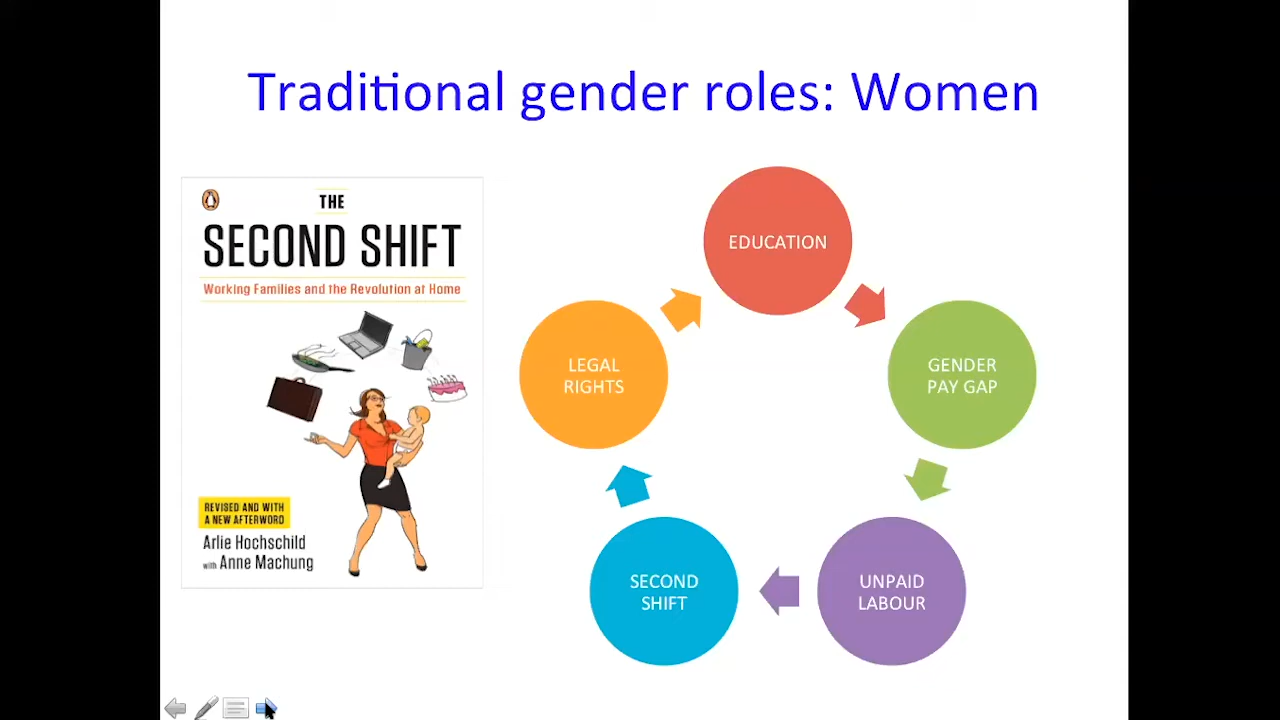 Traditional gender roles: Women
THE
SECOND SHIFT
Working Families and the Revolution at Home
REVISED AND WITH
A NEW AFTERWORD
Arlie Hochschild
with Anne Machung
EDUCATION
GENDER
PAY GAP
UNPAID
LABOUR
SECOND
SHIFT
LEGAL
RIGHTS